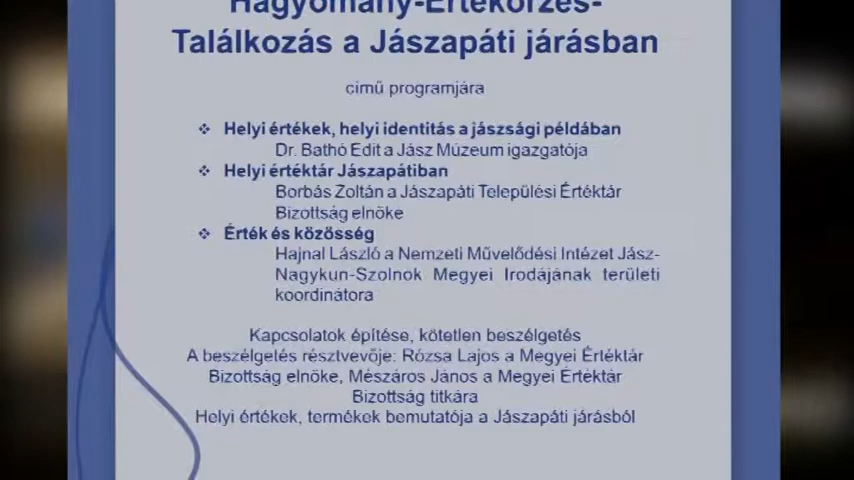 Hagyomány-Értékőrzés-
Találkozás a Jászapáti járásban
című programjára
❖ Helyi értékek, helyi identitás a jászsági példában
Dr. Bathó Edit a Jász Múzeum igazgatója
❖ Helyi értéktár Jászapátiban
Borbás Zoltán a Jászapáti Települési Értéktár
Bizottság elnöke
❖ Érték és közösség
Hajnal László a Nemzeti Művelődési Intézet Jász-
Nagykun-Szolnok Megyei Irodájának területi
koordinátora
Kapcsolatok építése, kötetlen beszélgetés
A beszélgetés résztvevője: Rózsa Lajos a Megyei Értéktár
Bizottság elnöke, Mészáros János a Megyei Értéktár
Bizottság titkára
Helyi értékek, termékek bemutatója a Jászapáti járásból